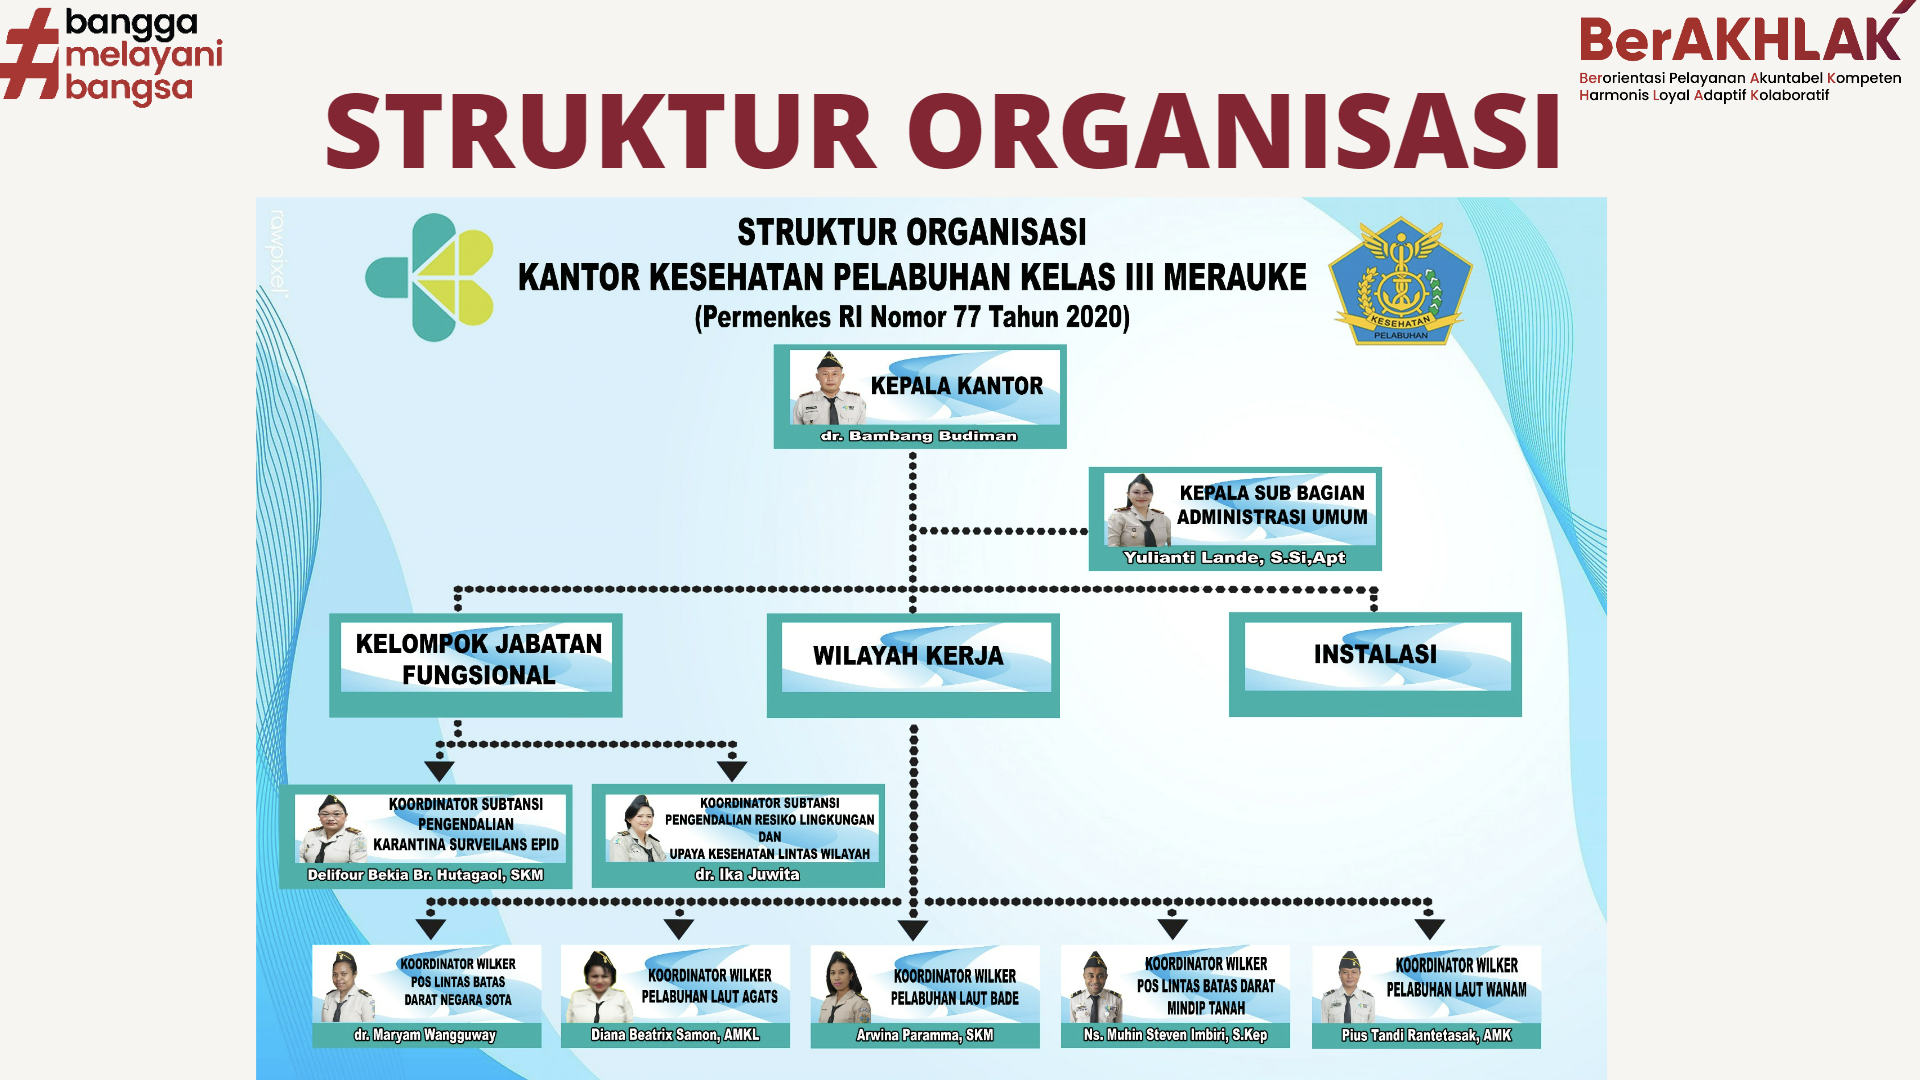 bangga
melayani
bangsa
BerAKHLAK
Berorientasi Pelayanan Akuntabel Kompeten
Harmonis Loyal Adaptif Kolaboratif
STRUKTUR ORGANISASI
rawpixel
STRUKTUR ORGANISASI
KANTOR KESEHATAN PELABUHAN KELAS III MERAUKE
(Permenkes RI Nomor 77 Tahun 2020)
KESEHATAN
PELABUHAN
KEPALA KANTOR
dr. Bambang Budiman
KEPALA SUB BAGIAN
ADMINISTRASI UMUM
Yulianti Lande, S.Si,Apt
KELOMPOK JABATAN
FUNGSIONAL
WILAYAH KERJA
INSTALASI
KOORDINATOR SUBTANSI
PENGENDALIAN
KARANTINA SURVEILANS EPID
Delifour Bekia Br. Hutagaol, SKM
KOORDINATOR SUBTANSI
PENGENDALIAN RESIKO LINGKUNGAN
DAN
UPAYA KESEHATAN LINTAS WILAYAH
dr. Ika Juwita
KOORDINATOR WILKER
POS LINTAS BATAS
DARAT NEGARA SOTA
dr. Maryam Wangguway
KOORDINATOR WILKER
PELABUHAN LAUT AGATS
Diana Beatrix Samon, AMKL
KOORDINATOR WILKER
PELABUHAN LAUT BADE
Arwina Paramma, SKM
KOORDINATOR WILKER
POS LINTAS BATAS DARAT
MINDIP TANAH
Ns. Muhin Steven Imbiri, S.Kep
KOORDINATOR WILKER
PELABUHAN LAUT WANAM
Pius Tandi Rantetasak, AMK